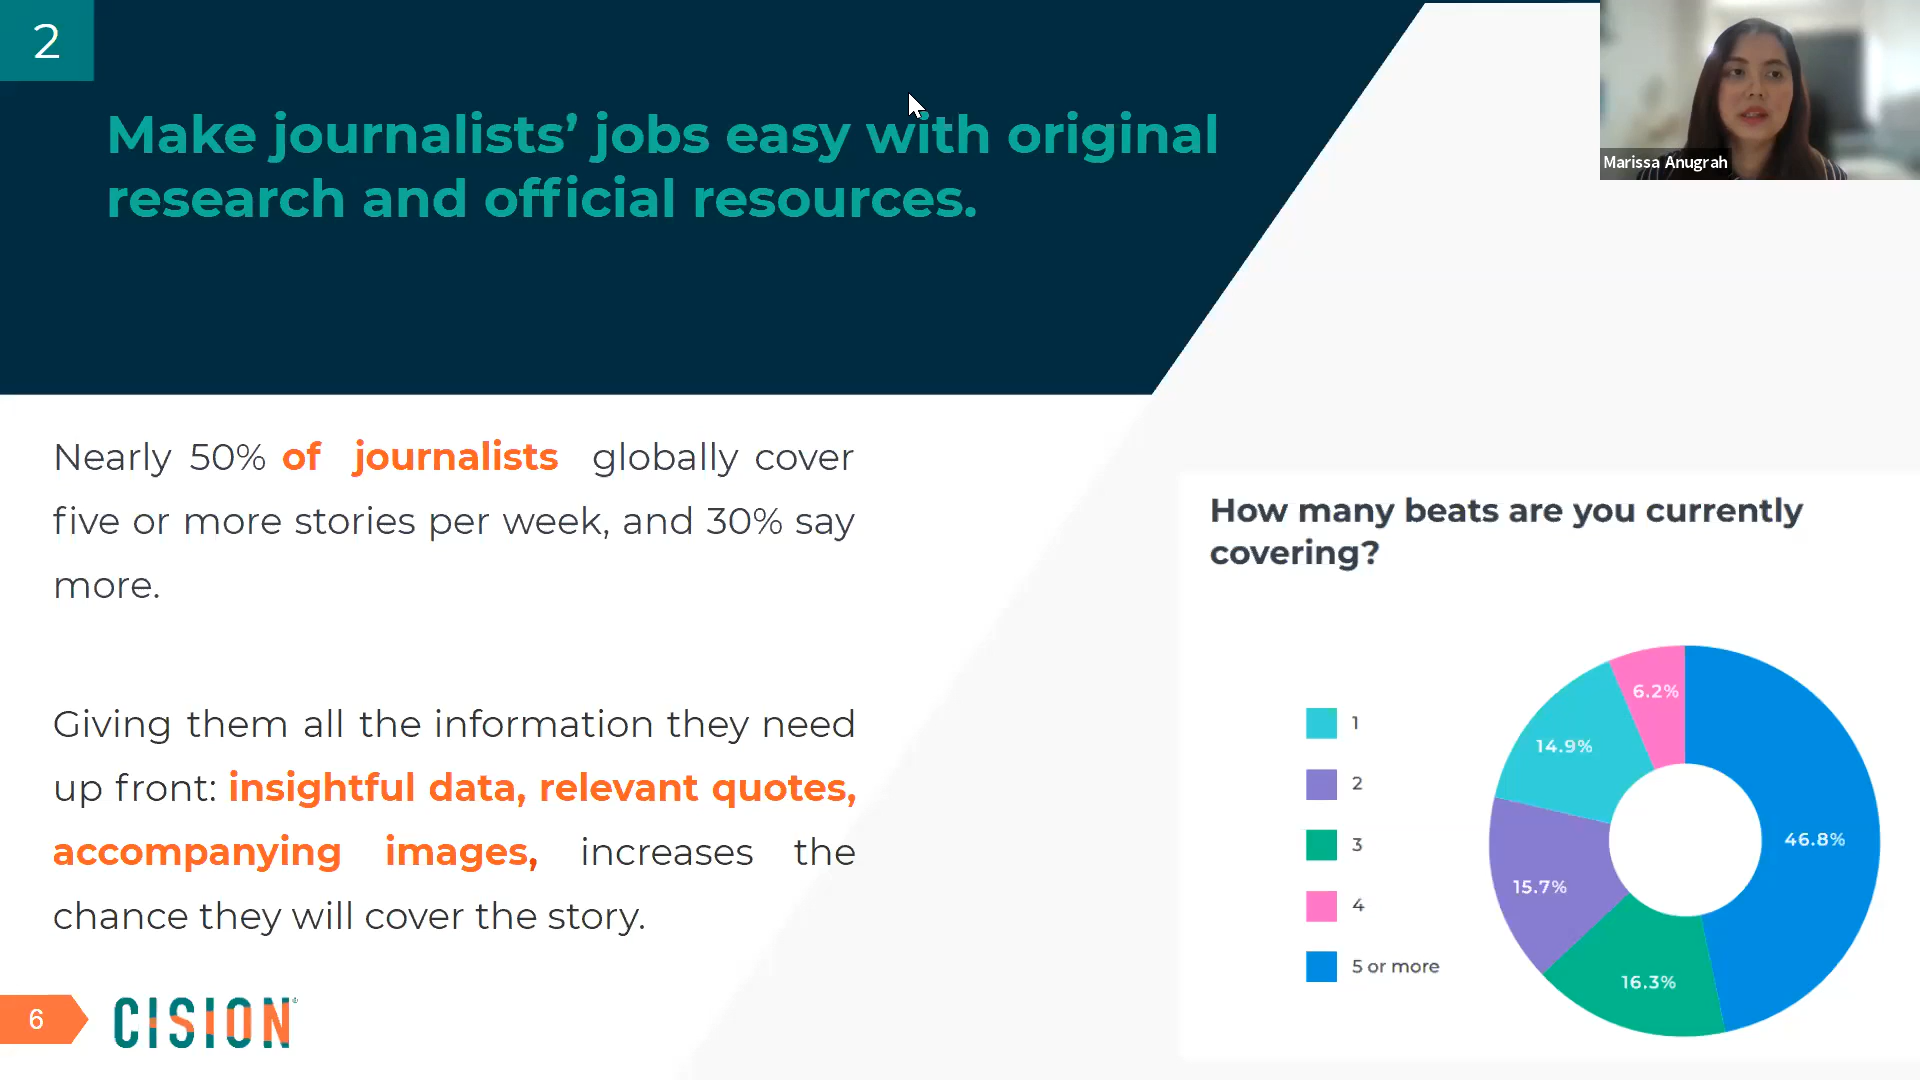 2
Make journalists’ jobs easy with original
research and official resources.
Marissa Anugrah
Nearly 50% of journalists globally cover
five or more stories per week, and 30% say
more.
Giving them all the information they need
up front: insightful data, relevant quotes,
accompanying images, increases the
chance they will cover the story.
How many beats are you currently
covering?
1
2
3
4
5 or more
6.2%
14.9%
46.8%
15.7%
16.3%
6
CISION®